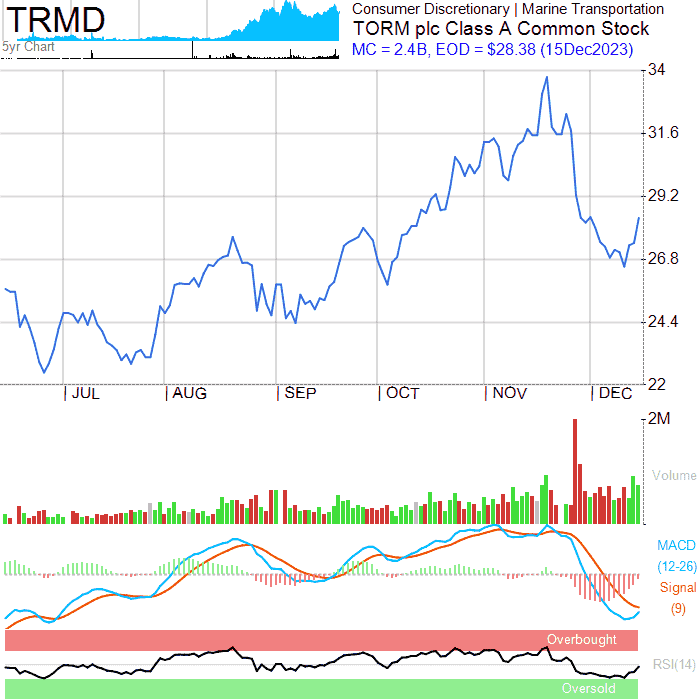 TRMD
5yr Chart
Consumer Discretionary | Marine Transportation
TORM plc Class A Common Stock
MC = 2.4B, EOD = $28.38 (15Dec2023)
34
31.6
29.2
26.8
24.4
22
JUL
AUG
SEP
OCT
NOV
DEC
2M
Volume
MACD
(12-26)
Signal
(9)
Overbought
RSI(14)
Oversold